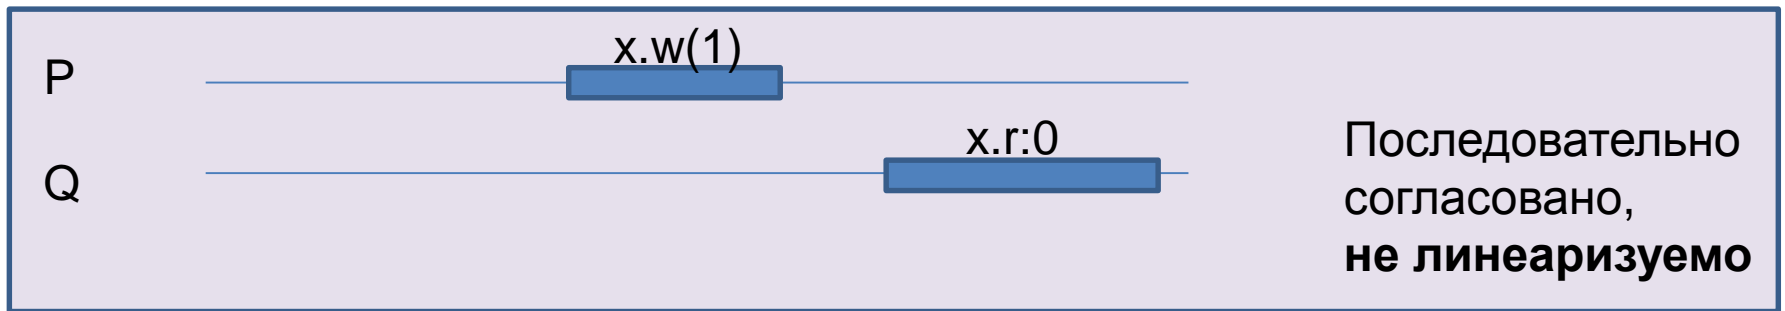 P
x.w(1)
Q
x.r:0
Последовательно
согласовано,
не линеаризуемо